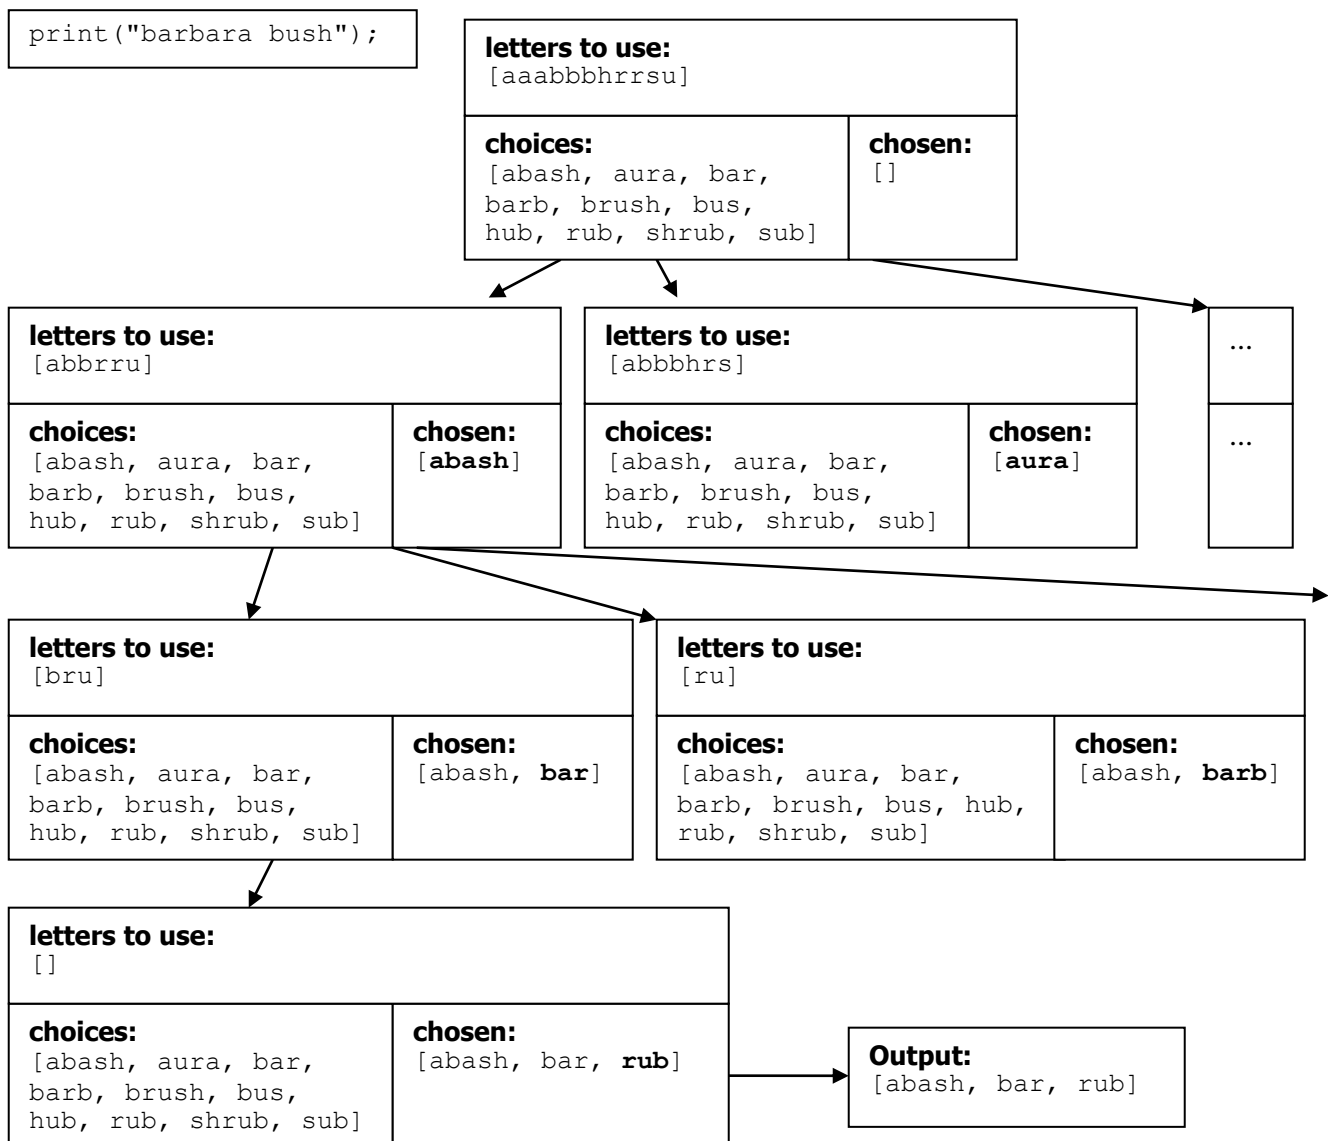 print("barbara bush");
letters to use:
[aaabbbhrrsu]
choices:
[abash, aura, bar,
barb, brush, bus,
hub, rub, shrub, sub]
chosen:
[]
letters to use:
[abbrru]
choices:
[abash, aura, bar,
barb, brush, bus,
hub, rub, shrub, sub]
chosen:
[abash]
letters to use:
[abbbhrs]
choices:
[abash, aura, bar,
barb, brush, bus,
hub, rub, shrub, sub]
chosen:
[aura]
...
...
letters to use:
[bru]
choices:
[abash, aura, bar,
barb, brush, bus,
hub, rub, shrub, sub]
chosen:
[abash, bar]
letters to use:
[ru]
choices:
[abash, aura, bar,
barb, brush, bus, hub,
rub, shrub, sub]
chosen:
[abash, barb]
letters to use:
[]
choices:
[abash, aura, bar,
barb, brush, bus,
hub, rub, shrub, sub]
chosen:
[abash, bar, rub]
Output:
[abash, bar, rub]